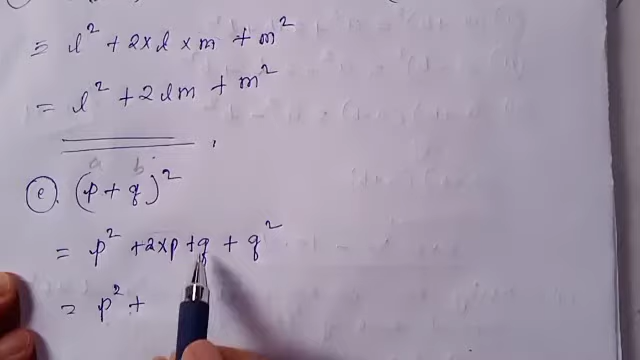 = l² + 2 × l × m + m²
= l² + 2lm + m²
a b
(e). (p + q)²
= p² + 2×p + q + q²
= p² +